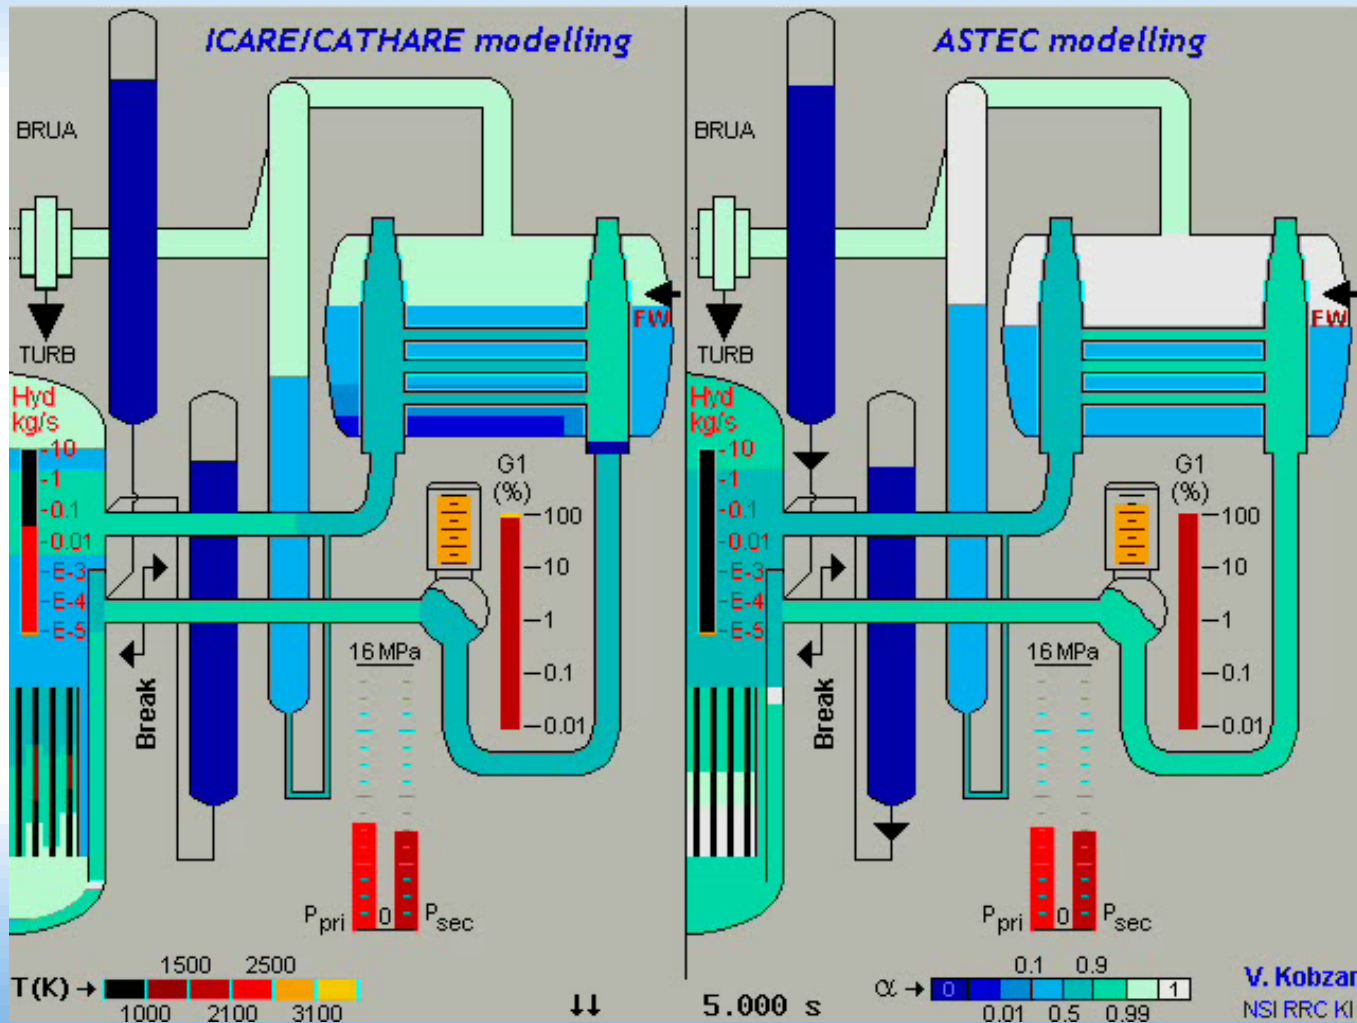 ICARE/CATHARE modelling
BRUA
TURB
Hyd
kg/s
10
-1
-0.1
-0.01
-E-3
-E-4
-E-5
Break
FW
G1
(%)
100
10
1
0.1
0.01
16 MPa
P pri 0 P sec
ASTEC modelling
BRUA
TURB
Hyd
kg/s
10
-1
-0.1
-0.01
-E-3
-E-4
-E-5
Break
FW
G1
(%)
100
10
1
0.1
0.01
16 MPa
P pri 0 P sec
1500 2500
T(K)
1000 2100 3100
5.000 s
0.1 0.9
α 0 1
0.01 0.5 0.99
V. Kobzar
NSI RRC KI